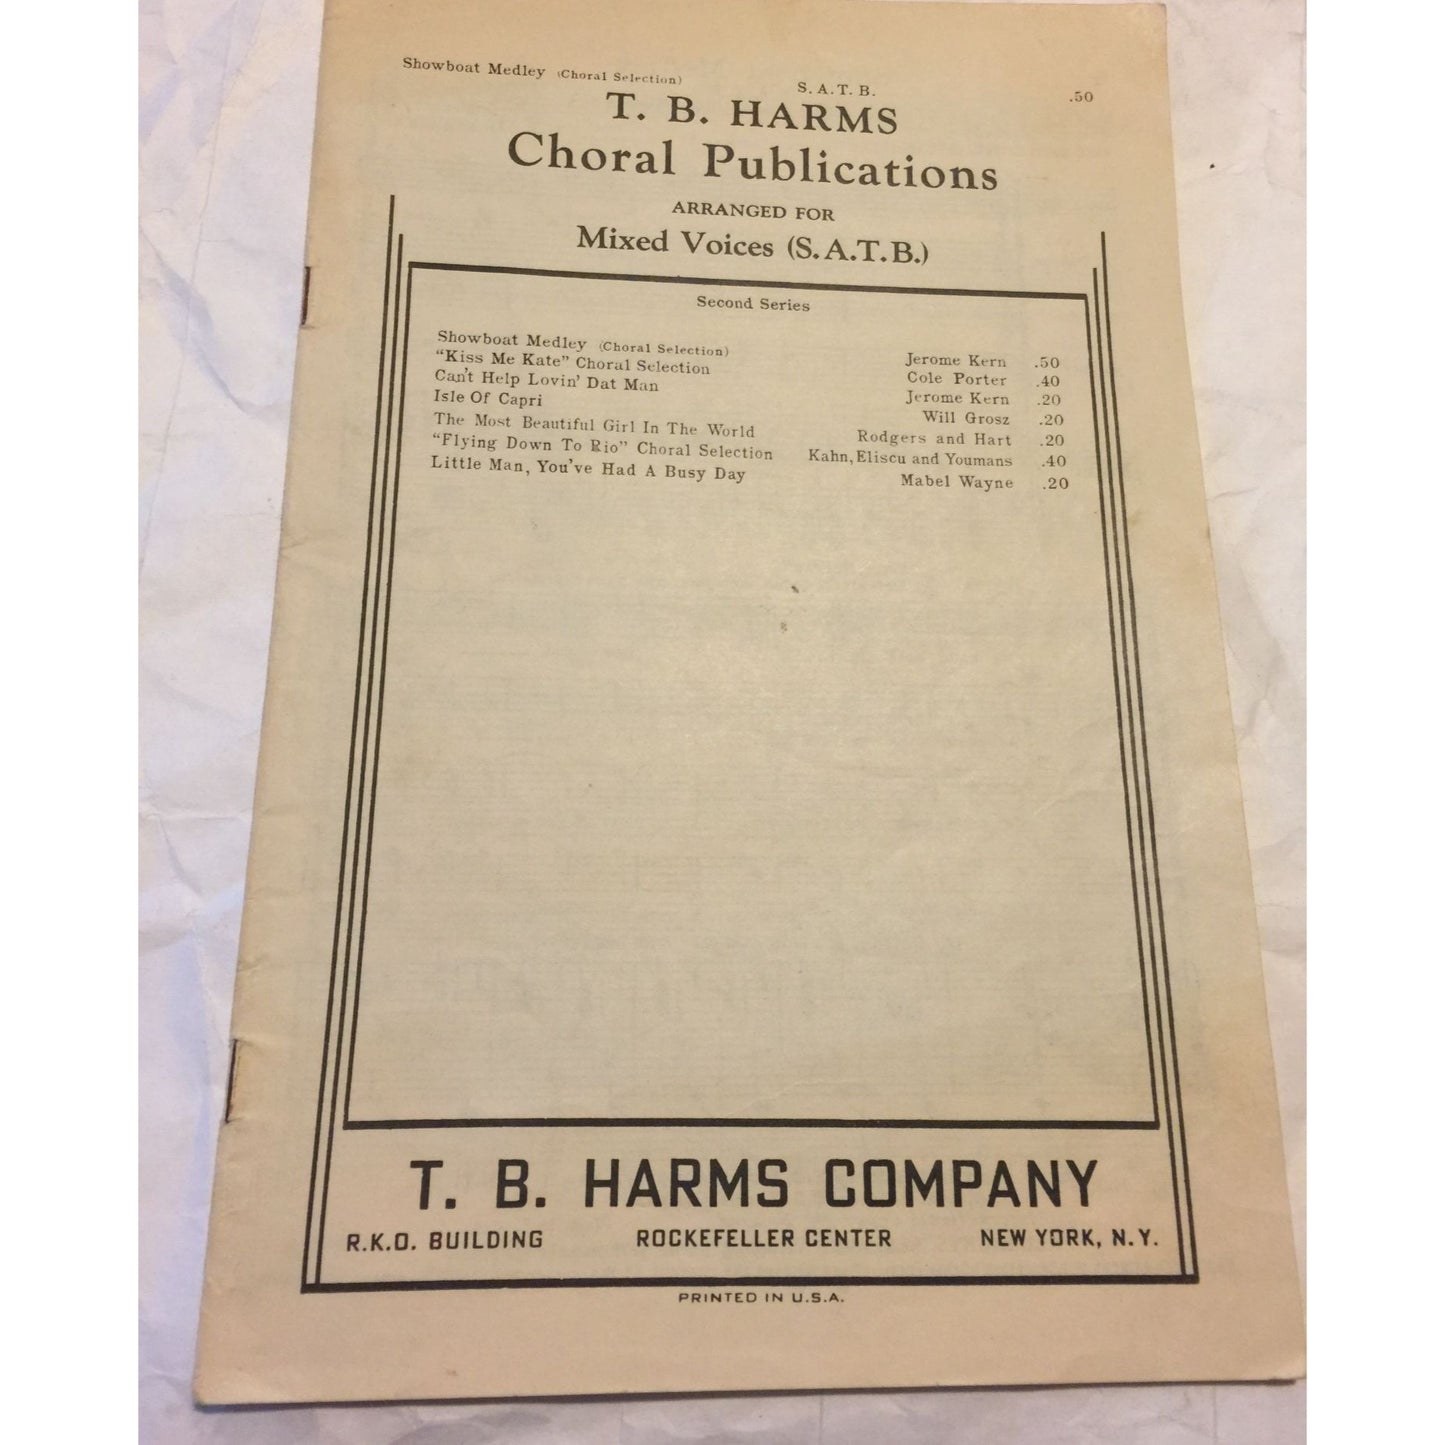 Showboat Medley (Choral Selection) S. A. T. B. .50
T. B. HARMS
Choral Publications
ARRANGED FOR
Mixed Voices (S. A. T. B.)
Second Series
Showboat Medley (Choral Selection) Jerome Kern .50
"Kiss Me Kate" Choral Selection Cole Porter .40
Can't Help Lovin' Dat Man Jerome Kern .20
Isle Of Capri Will Grosz .20
The Most Beautiful Girl In The World Rodgers and Hart .20
"Flying Down To Rio" Choral Selection Kahn, Eliscu and Youmans .40
Little Man, You've Had A Busy Day Mabel Wayne .20
T. B. HARMS COMPANY
R.K.O. BUILDING ROCKEFELLER CENTER NEW YORK, N.Y.
PRINTED IN U.S.A.